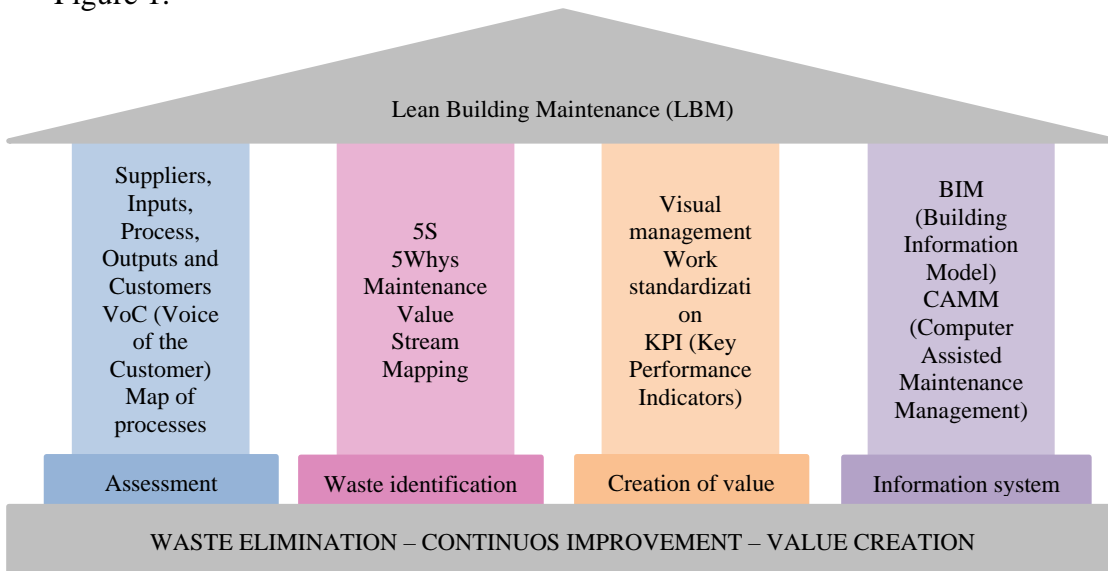 Figure 1.
Lean Building Maintenance (LBM)
Suppliers,
Inputs,
Process,
Outputs and
Customers
VoC (Voice
of the
Customer)
Map of
processes
Assessment
5S
5Whys
Maintenance
Value
Stream
Mapping
Waste identification
Visual
management
Work
standardizati
on
KPI (Key
Performance
Indicators)
Creation of value
BIM
(Building
Information
Model)
CAMM
(Computer
Assisted
Maintenance
Management)
Information system
WASTE ELIMINATION – CONTINUOS IMPROVEMENT – VALUE CREATION